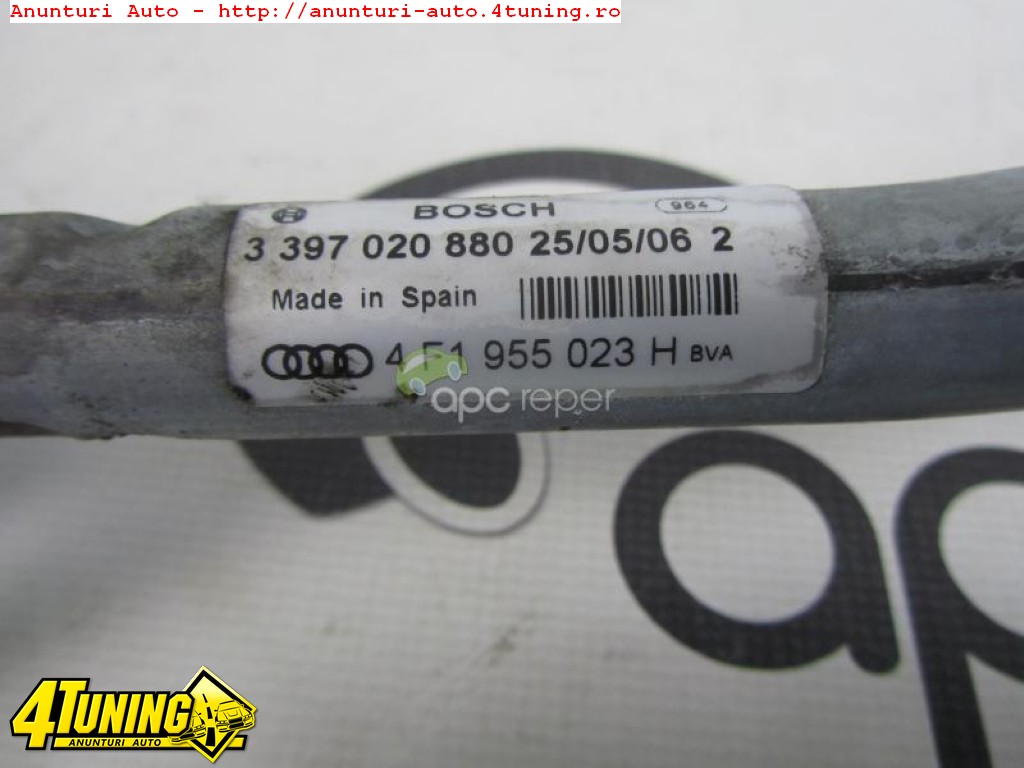 Anunturi Auto - http://anunturi-auto.4tuning.ro
BOSCH 964
3 397 020 880 25/05/06 2
Made in Spain
4F1 955 023 H BVA
apc reper
ap
4TUNING
ANUNTURI AUTO